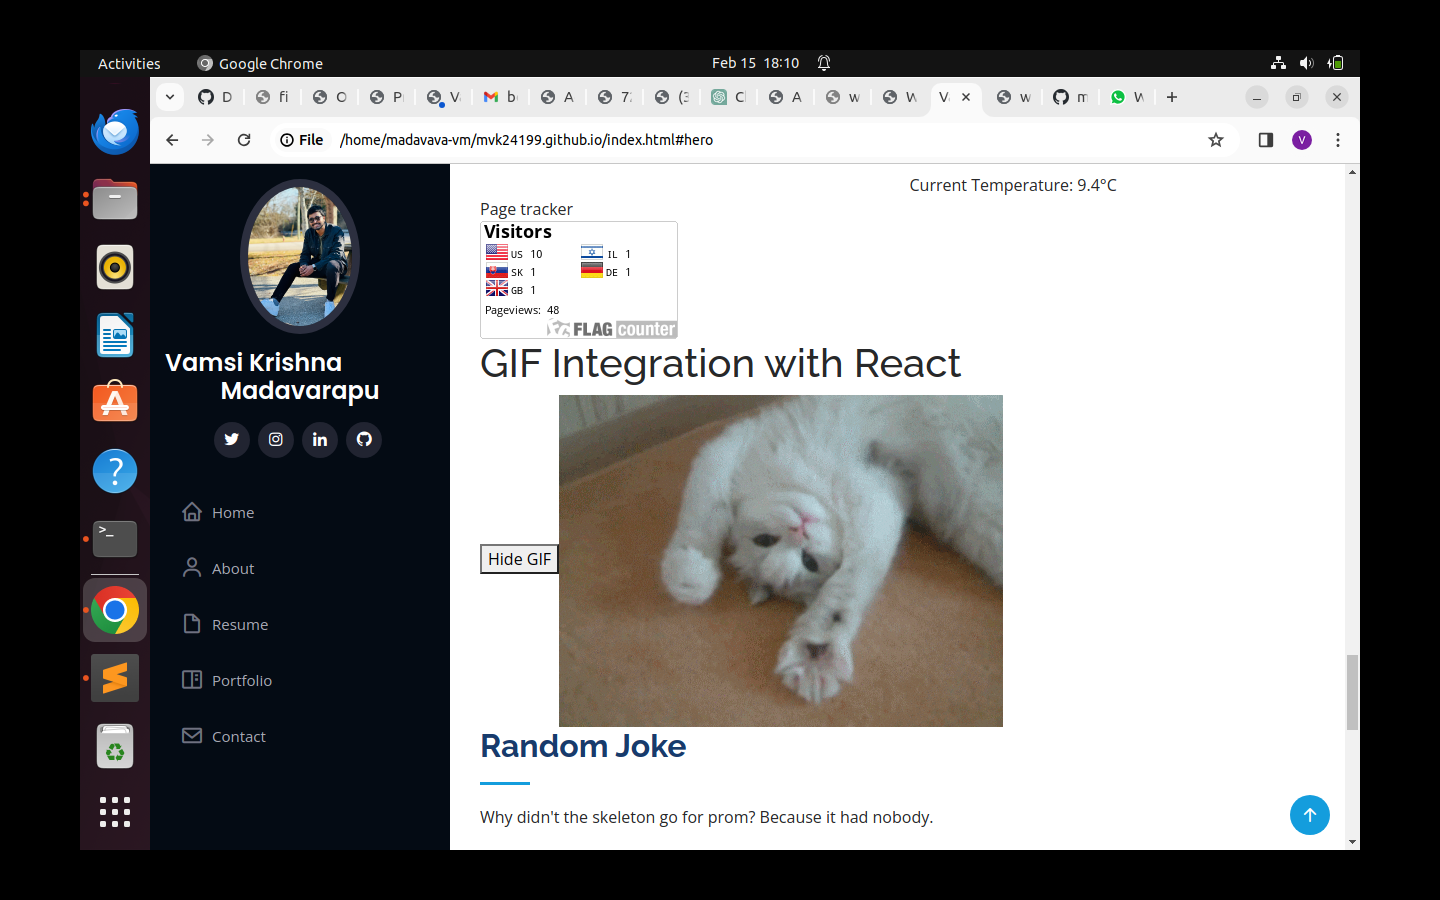 Activities
Google Chrome
Feb 15 18:10
D
fi
O
P
V
b
A
7
(3
C
A
w
W
V
w
m
W
File
/home/madavava-vm/mvk24199.github.io/index.html#hero
V
Vamsi Krishna
Madavarapu
Home
About
Resume
Portfolio
Contact
Current Temperature: 9.4°C
Page tracker
Visitors
US 10 IL 1
SK 1 DE 1
GB 1
Pageviews: 48
FLAG counter
GIF Integration with React
Hide GIF
Random Joke
Why didn't the skeleton go for prom? Because it had nobody.